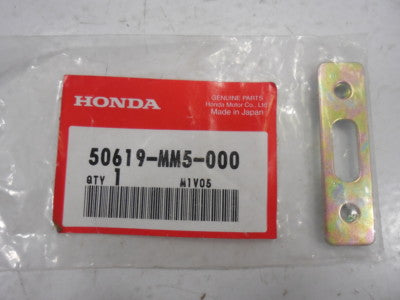 HONDA
GENUINE PARTS
Honda Motor Co., Ltd.
Made in Japan
50619-MM5-000
QTY 1 M1V05